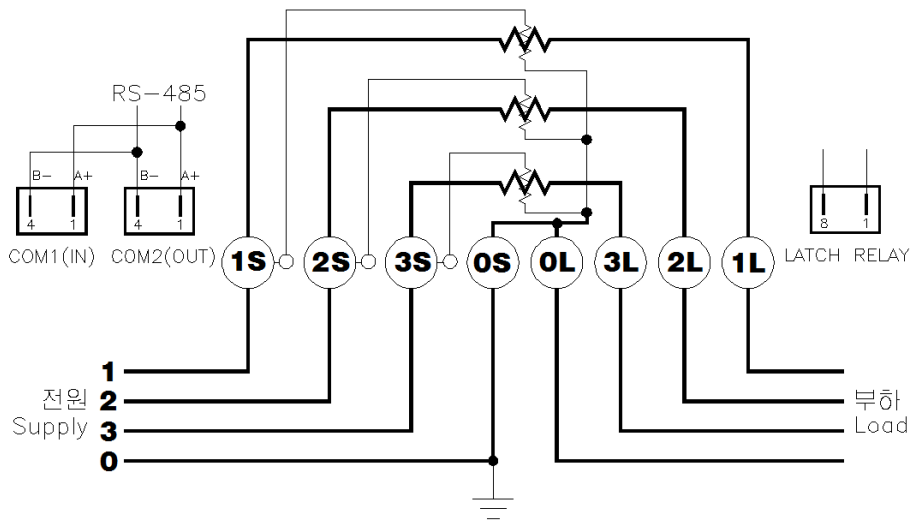 RS-485
B- A+ B- A+
4 1 4 1 8 1
COM1(IN) COM2(OUT) 1S 2S 3S 0S 0L 3L 2L 1L LATCH RELAY
1
전원 2 부하
Supply 3 Load
0